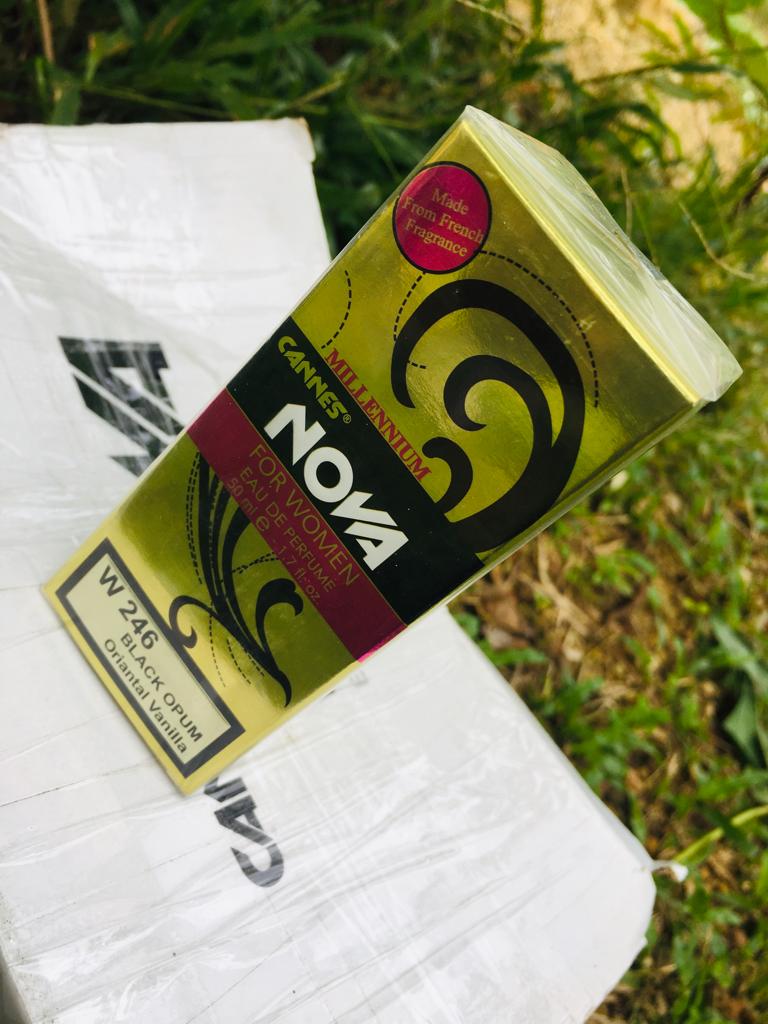 Made
From French
Fragrance
CANNES®
MILLENNIUM
NOVA
FOR WOMEN
EAU DE PERFUME
50 ml e 1.7 fl.oz
W 246
BLACK OPUM
Oriantal Vanilla